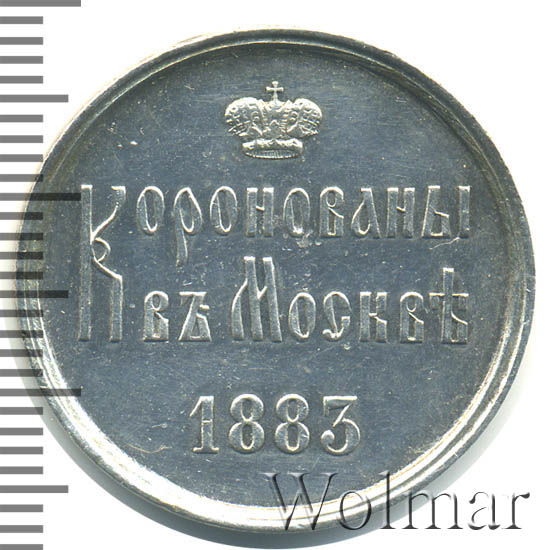 Коронованы
въ Москвѣ
1883
Wolmar